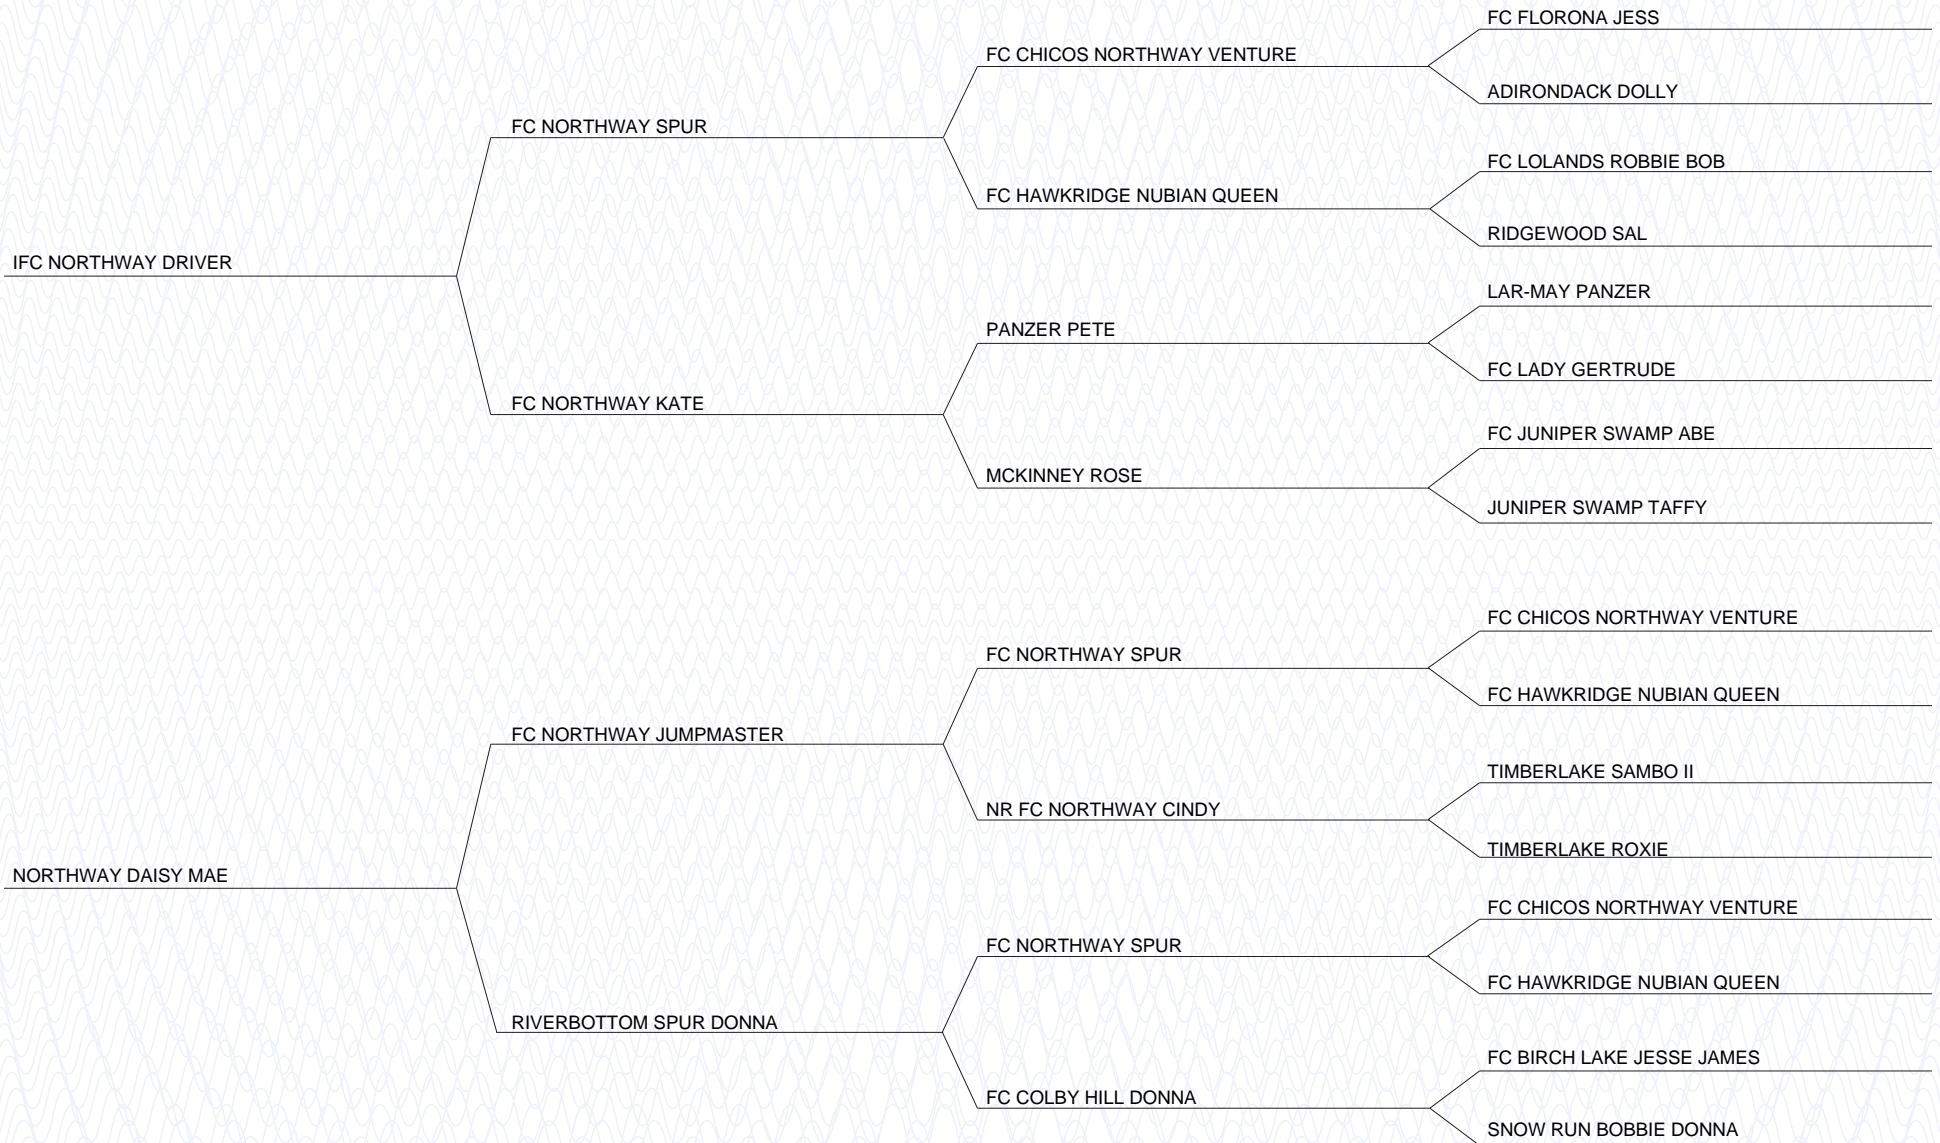 FC FLORONA JESS
FC CHICOS NORTHWAY VENTURE
ADIRONDACK DOLLY
FC NORTHWAY SPUR
FC LOLANDS ROBBIE BOB
FC HAWKRIDGE NUBIAN QUEEN
RIDGEWOOD SAL
IFC NORTHWAY DRIVER
LAR-MAY PANZER
PANZER PETE
FC LADY GERTRUDE
FC NORTHWAY KATE
FC JUNIPER SWAMP ABE
MCKINNEY ROSE
JUNIPER SWAMP TAFFY
FC CHICOS NORTHWAY VENTURE
FC NORTHWAY SPUR
FC HAWKRIDGE NUBIAN QUEEN
FC NORTHWAY JUMPMASTER
TIMBERLAKE SAMBO II
NR FC NORTHWAY CINDY
TIMBERLAKE ROXIE
NORTHWAY DAISY MAE
FC CHICOS NORTHWAY VENTURE
FC NORTHWAY SPUR
FC HAWKRIDGE NUBIAN QUEEN
RIVERBOTTOM SPUR DONNA
FC BIRCH LAKE JESSE JAMES
FC COLBY HILL DONNA
SNOW RUN BOBBIE DONNA